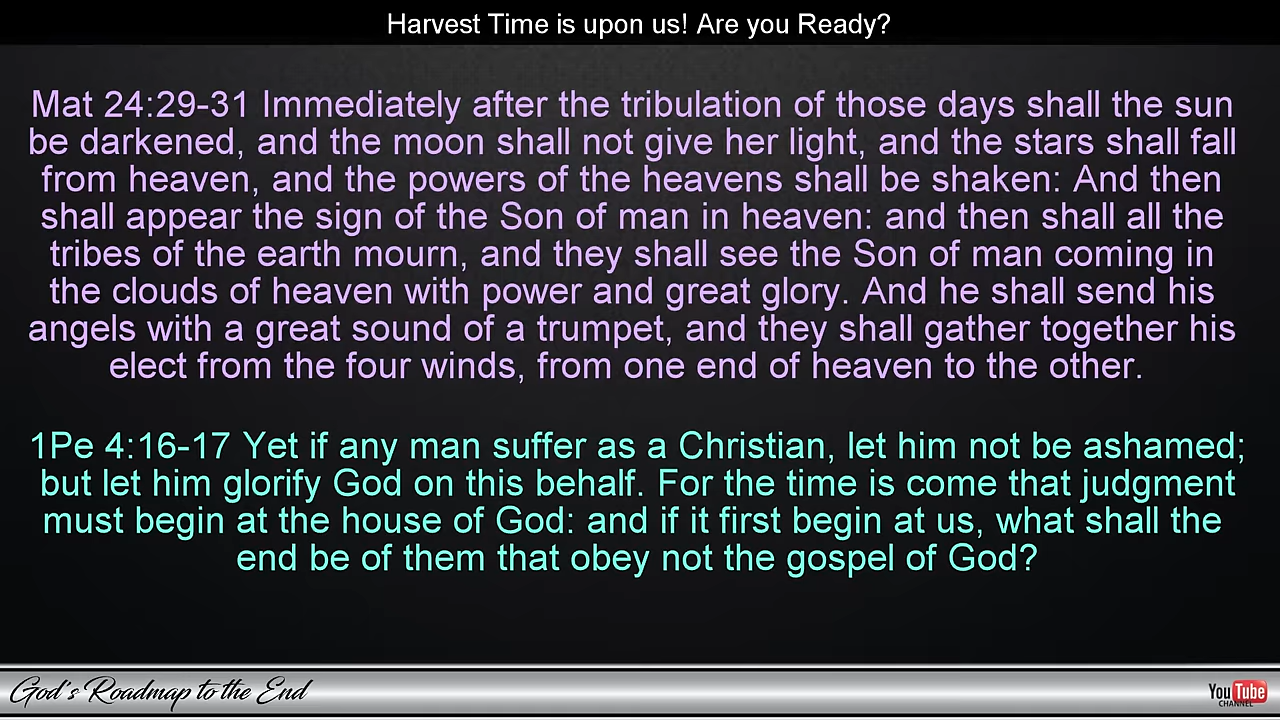 Harvest Time is upon us! Are you Ready?
Mat 24:29-31 Immediately after the tribulation of those days shall the sun
be darkened, and the moon shall not give her light, and the stars shall fall
from heaven, and the powers of the heavens shall be shaken: And then
shall appear the sign of the Son of man in heaven: and then shall all the
tribes of the earth mourn, and they shall see the Son of man coming in
the clouds of heaven with power and great glory. And he shall send his
angels with a great sound of a trumpet, and they shall gather together his
elect from the four winds, from one end of heaven to the other.
1Pe 4:16-17 Yet if any man suffer as a Christian, let him not be ashamed;
but let him glorify God on this behalf. For the time is come that judgment
must begin at the house of God: and if it first begin at us, what shall the
end be of them that obey not the gospel of God?
God's Roadmap to the End
YouTube
CHANNEL